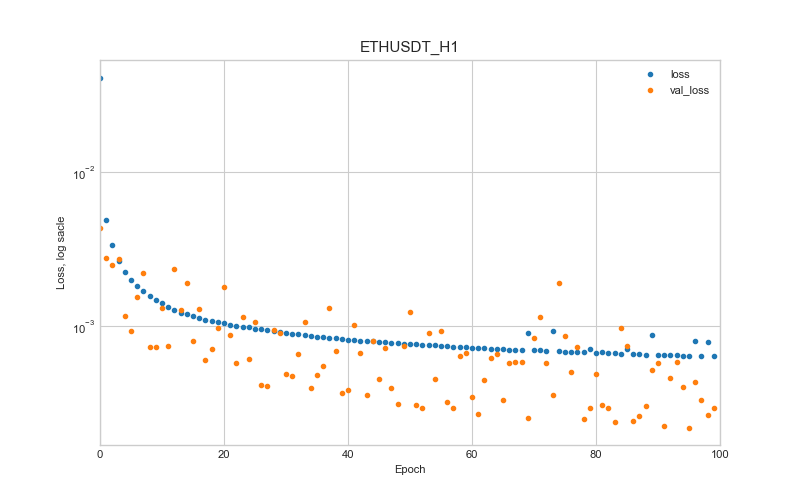 ETHUSDT_H1
loss
val_loss
Loss, log sacle
10⁻²
10⁻³
0 20 40 60 80 100
Epoch